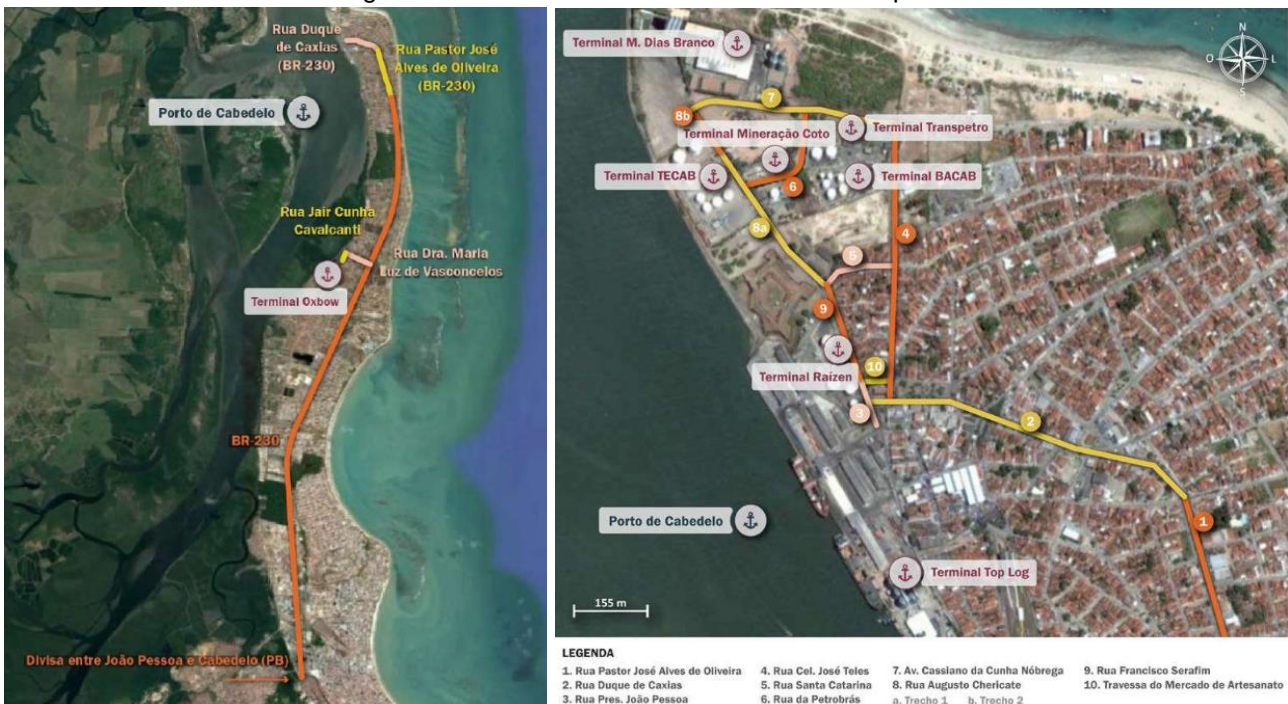 Rua Duque
de Caxias
(BR-230)
Rua Pastor José
Alves de Oliveira
(BR-230)
Porto de Cabedelo
Rua Jair Cunha
Cavalcanti
Rua Dra. Maria
Luz de Vasconcelos
Terminal Oxbow
BR-230
Divisa entre João Pessoa e Cabedelo (PB)
Terminal M. Dias Branco
N
O
L
S
7
8b
Terminal Mineração Coto
Terminal Transpetro
Terminal TECAB
6
Terminal BACAB
8a
4
5
9
Terminal Raízen
10
3
2
Porto de Cabedelo
1
Terminal Top Log
155 m
LEGENDA
1. Rua Pastor José Alves de Oliveira
2. Rua Duque de Caxias
3. Rua Pres. João Pessoa
4. Rua Cel. José Teles
5. Rua Santa Catarina
6. Rua da Petrobrás
7. Av. Cassiano da Cunha Nóbrega
8. Rua Augusto Chericate
a. Trecho 1 b. Trecho 2
9. Rua Francisco Serafim
10. Travessa do Mercado de Artesanato